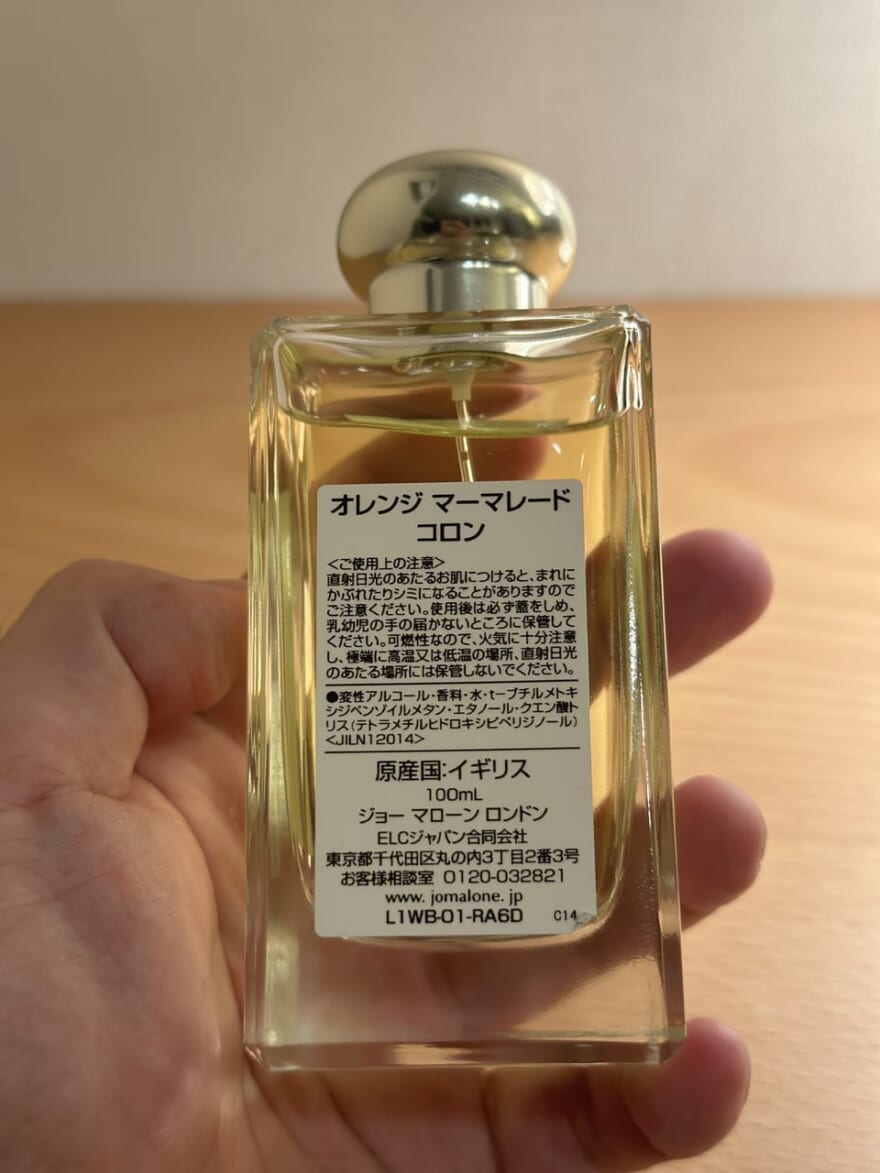 オレンジ マーマレード
コロン
<ご使用上の注意>
直射日光のあたるお肌につけると、まれに
かぶれたりシミになることがありますので
ご注意ください。使用後は必ず蓋をしめ、
乳幼児の手の届かないところに保管して
ください。可燃性なので、火気に十分注意
し、極端に高温又は低温の場所、直射日光
のあたる場所には保管しないでください。
●変性アルコール・香料・水・t-ブチルメトキ
シジベンゾイルメタン・エタノール・クエン酸ト
リス(テトラメチルヒドロキシピペリジノール)
<JILN12014>
原産国:イギリス
100mL
ジョー マローン ロンドン
ELCジャパン合同会社
東京都千代田区丸の内3丁目2番3号
お客様相談室 0120-032821
www. jomalone. jp
L1WB-01-RA6D C14